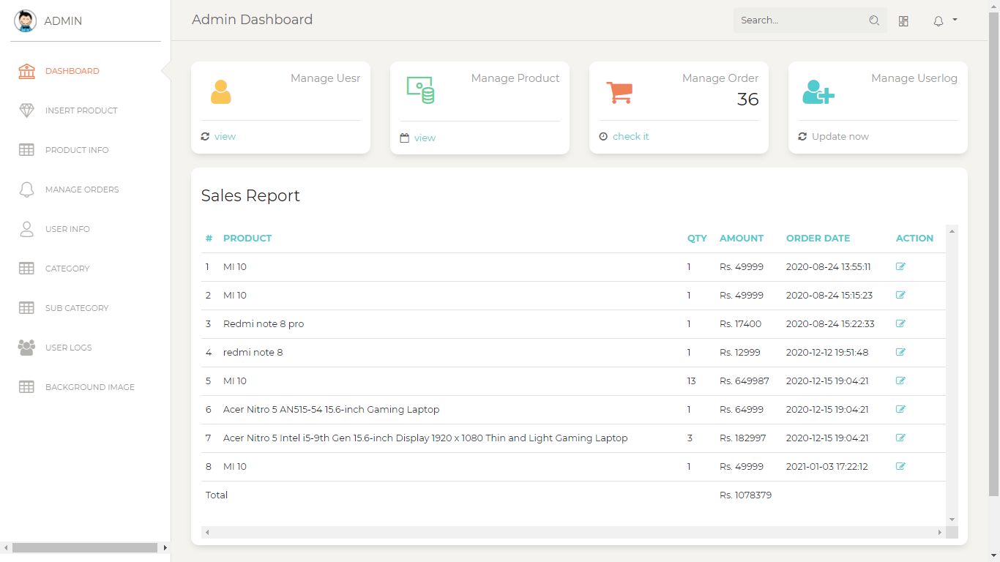 ADMIN
DASHBOARD
INSERT PRODUCT
PRODUCT INFO
MANAGE ORDERS
USER INFO
CATEGORY
SUB CATEGORY
USER LOGS
BACKGROUND IMAGE
Admin Dashboard
Search...
Manage Uesr
view
Manage Product
view
Manage Order
36
check it
Manage Userlog
Update now
Sales Report
# PRODUCT QTY AMOUNT ORDER DATE ACTION
1 MI 10 1 Rs. 49999 2020-08-24 13:55:11
2 MI 10 1 Rs. 49999 2020-08-24 15:15:23
3 Redmi note 8 pro 1 Rs. 17400 2020-08-24 15:22:33
4 redmi note 8 1 Rs. 12999 2020-12-12 19:51:48
5 MI 10 13 Rs. 649987 2020-12-15 19:04:21
6 Acer Nitro 5 AN515-54 15.6-inch Gaming Laptop 1 Rs. 64999 2020-12-15 19:04:21
7 Acer Nitro 5 Intel i5-9th Gen 15.6-inch Display 1920 x 1080 Thin and Light Gaming Laptop 3 Rs. 182997 2020-12-15 19:04:21
8 MI 10 1 Rs. 49999 2021-01-03 17:22:12
Total Rs. 1078379